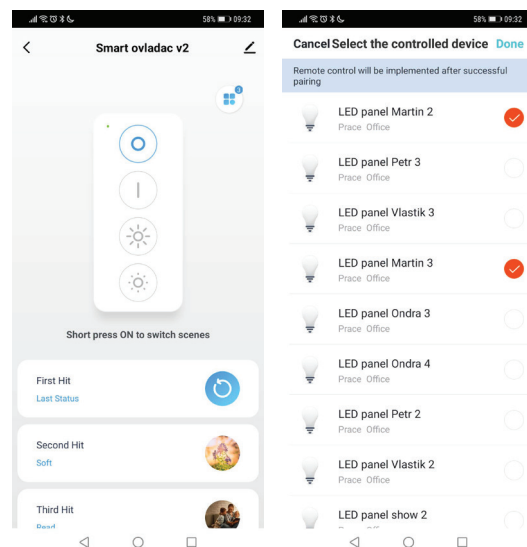 58% 09:32
Smart ovladac v2
3
Short press ON to switch scenes
First Hit
Last Status
Second Hit
Soft
Third Hit
Read
58% 09:32
Cancel Select the controlled device Done
Remote control will be implemented after successful
pairing
LED panel Martin 2
Prace Office
LED panel Petr 3
Prace Office
LED panel Vlastik 3
Prace Office
LED panel Martin 3
Prace Office
LED panel Ondra 3
Prace Office
LED panel Ondra 4
Prace Office
LED panel Petr 2
Prace Office
LED panel Vlastik 2
Prace Office
LED panel show 2